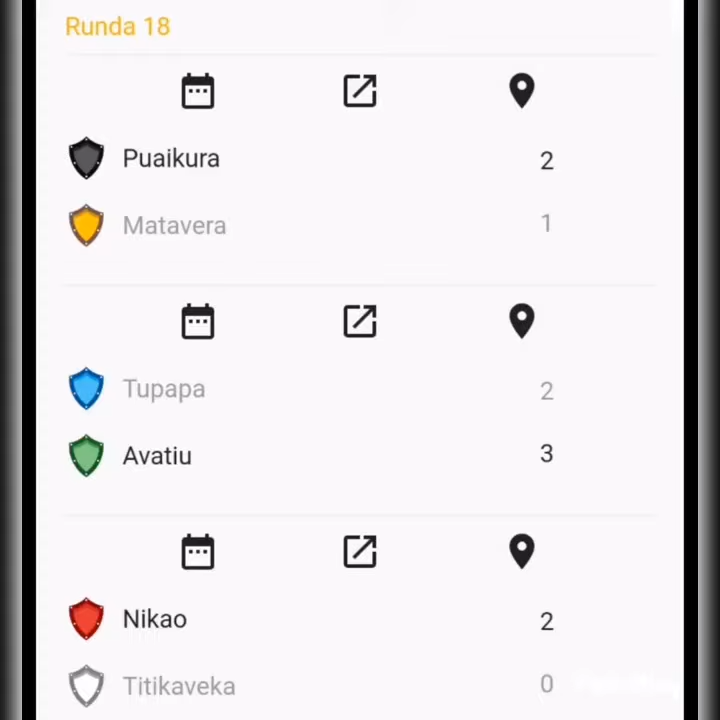 Runda 18
Puaikura 2
Matavera 1
Tupapa 2
Avatiu 3
Nikao 2
Titikaveka 0